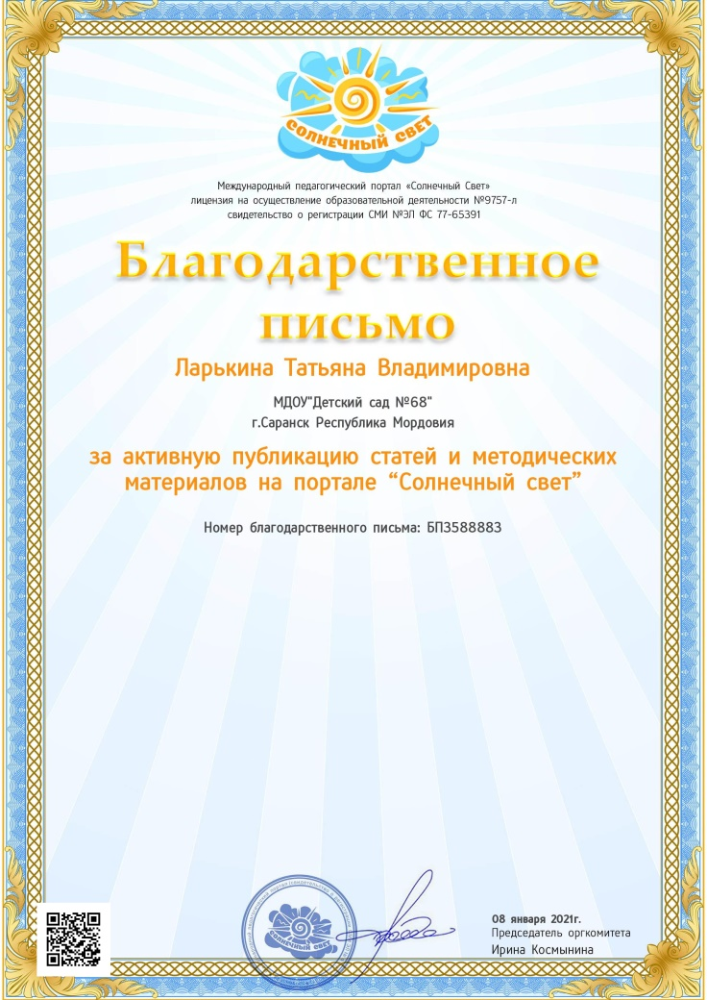 СОЛНЕЧНЫЙ СВЕТ
Международный педагогический портал «Солнечный Свет»
лицензия на осуществление образовательной деятельности №9757-л
свидетельство о регистрации СМИ №ЭЛ ФС 77-65391
Благодарственное
письмо
Ларькина Татьяна Владимировна
МДОУ"Детский сад №68"
г.Саранск Республика Мордовия
за активную публикацию статей и методических
материалов на портале “Солнечный свет”
Номер благодарственного письма: БП3588883
СОЛНЕЧНЫЙ СВЕТ
08 января 2021г.
Председатель оргкомитета
Ирина Космынина